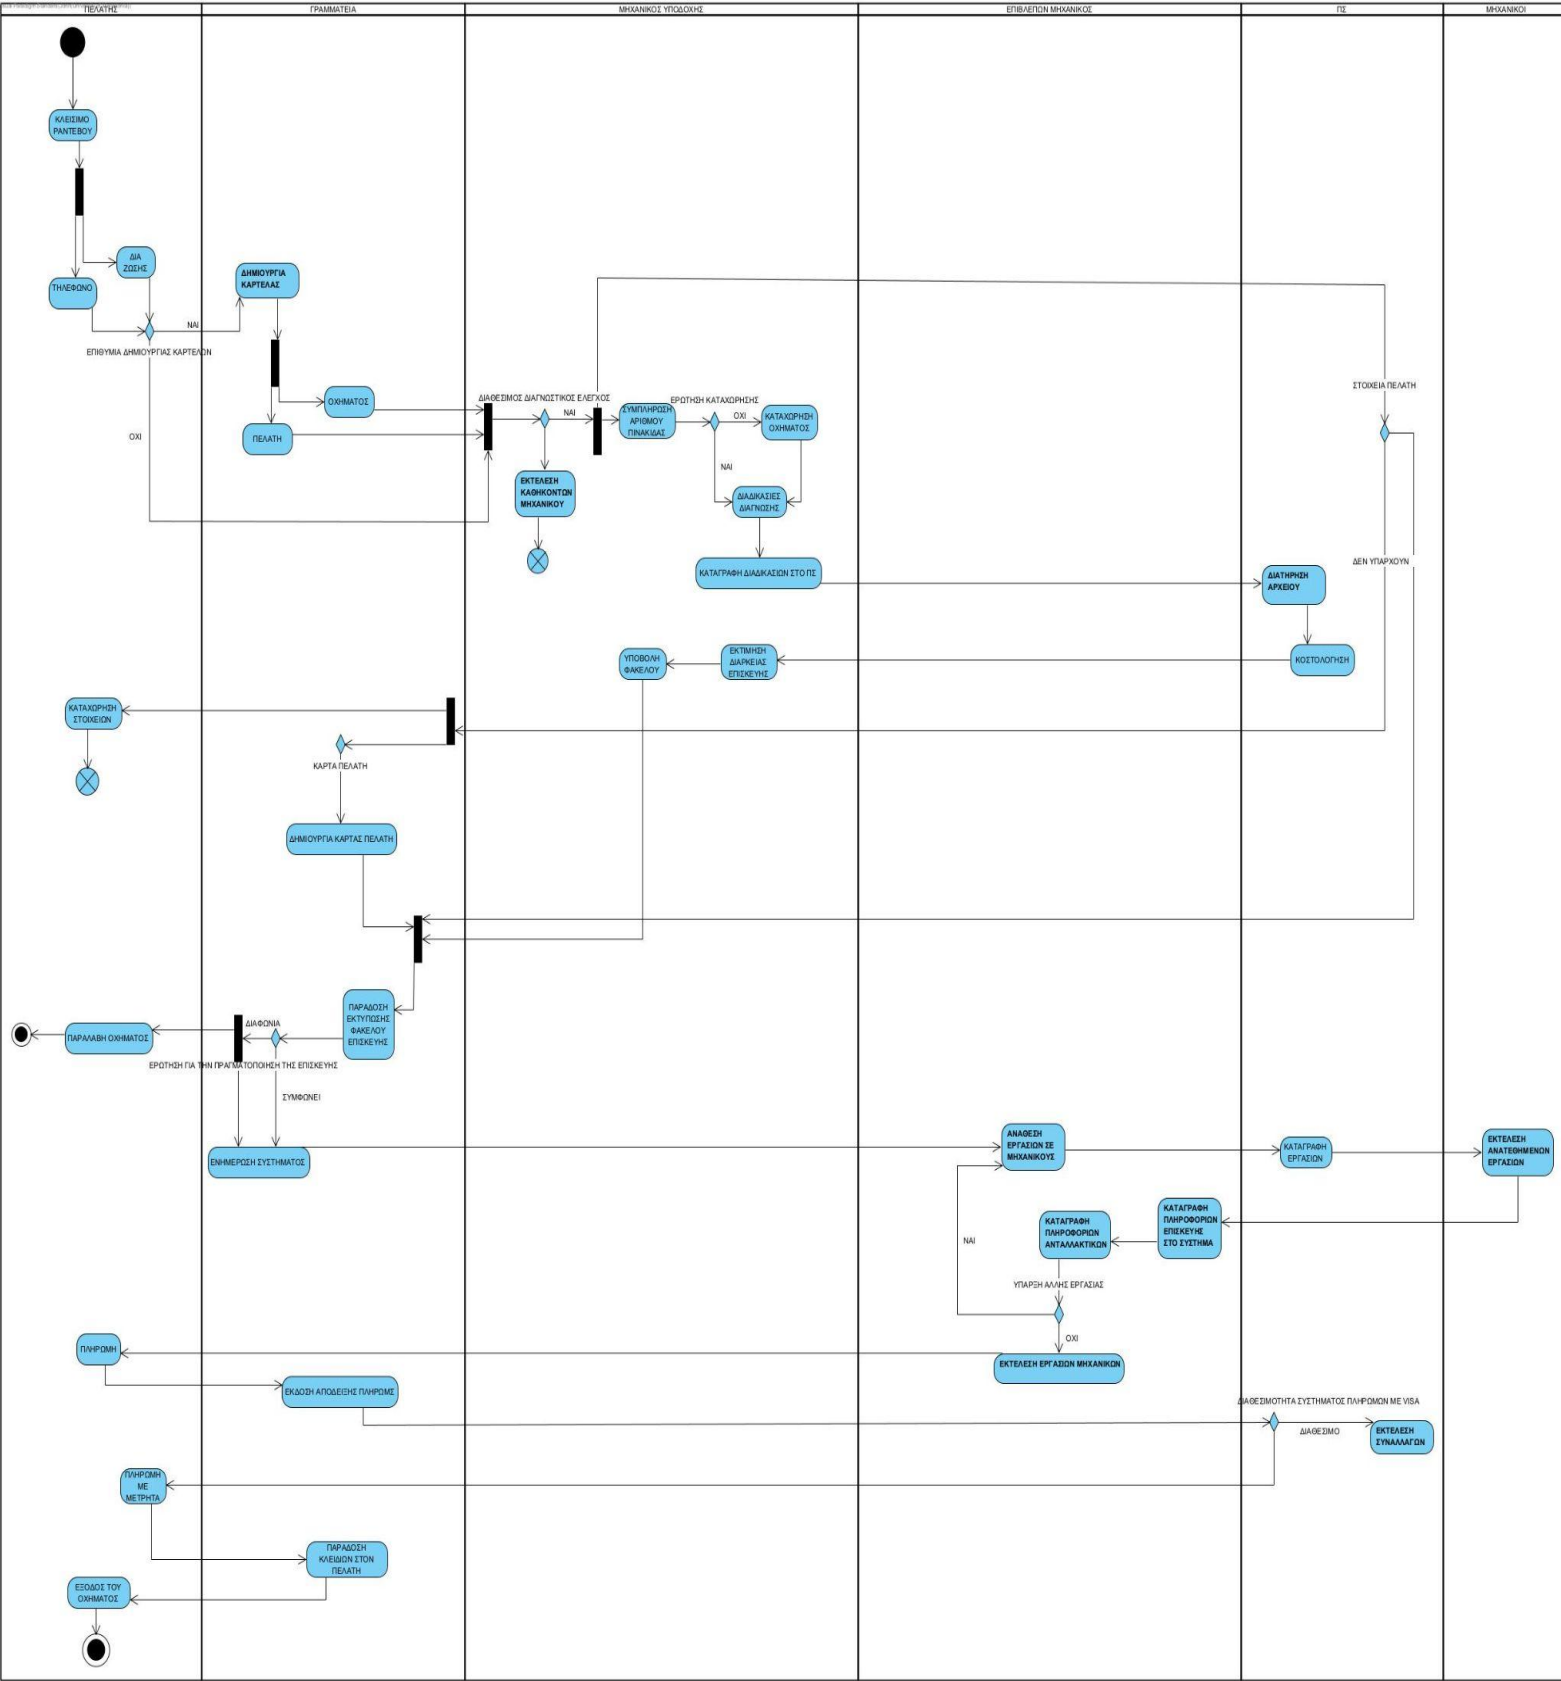 ΠΕΛΑΤΗΣ
ΓΡΑΜΜΑΤΕΙΑ
ΜΗΧΑΝΙΚΟΣ ΥΠΟΔΟΧΗΣ
ΕΠΙΒΛΕΠΩΝ ΜΗΧΑΝΙΚΟΣ
ΠΣ
ΜΗΧΑΝΙΚΟΙ
ΚΛΕΙΣΙΜΟ
ΡΑΝΤΕΒΟΥ
ΔΙΑ
ΖΩΣΗΣ
ΤΗΛΕΦΩΝΟ
ΔΗΜΙΟΥΡΓΙΑ
ΚΑΡΤΕΛΑΣ
ΝΑΙ
ΕΠΙΘΥΜΙΑ ΔΗΜΙΟΥΡΓΙΑΣ ΚΑΡΤΕΛΩΝ
ΟΧΙ
ΟΧΗΜΑΤΟΣ
ΠΕΛΑΤΗ
ΔΙΑΘΕΣΙΜΟΣ ΔΙΑΓΝΩΣΤΙΚΟΣ ΕΛΕΓΧΟΣ
ΝΑΙ
ΣΥΜΠΛΗΡΩΣΗ
ΑΡΙΘΜΟΥ
ΠΙΝΑΚΙΔΑΣ
ΕΡΩΤΗΣΗ ΚΑΤΑΧΩΡΗΣΗΣ
ΟΧΙ
ΚΑΤΑΧΩΡΗΣΗ
ΟΧΗΜΑΤΟΣ
ΣΤΟΙΧΕΙΑ ΠΕΛΑΤΗ
ΕΚΤΕΛΕΣΗ
ΚΑΘΗΚΟΝΤΩΝ
ΜΗΧΑΝΙΚΟΥ
ΝΑΙ
ΔΙΑΔΙΚΑΣΙΕΣ
ΔΙΑΓΝΩΣΗΣ
ΚΑΤΑΓΡΑΦΗ ΔΙΑΔΙΚΑΣΙΩΝ ΣΤΟ ΠΣ
ΔΕΝ ΥΠΑΡΧΟΥΝ
ΔΙΑΤΗΡΗΣΗ
ΑΡΧΕΙΟΥ
ΥΠΟΒΟΛΗ
ΦΑΚΕΛΟΥ
ΕΚΤΙΜΗΣΗ
ΔΙΑΡΚΕΙΑΣ
ΕΠΙΣΚΕΥΗΣ
ΚΟΣΤΟΛΟΓΗΣΗ
ΚΑΤΑΧΩΡΗΣΗ
ΣΤΟΙΧΕΙΩΝ
ΚΑΡΤΑ ΠΕΛΑΤΗ
ΔΗΜΙΟΥΡΓΙΑ ΚΑΡΤΑΣ ΠΕΛΑΤΗ
ΠΑΡΑΔΟΣΗ
ΕΚΤΥΠΩΣΗΣ
ΦΑΚΕΛΟΥ
ΕΠΙΣΚΕΥΗΣ
ΔΙΑΦΩΝΙΑ
ΠΑΡΑΛΑΒΗ ΟΧΗΜΑΤΟΣ
ΕΡΩΤΗΣΗ ΓΙΑ ΤΗΝ ΠΡΑΓΜΑΤΟΠΟΙΗΣΗ ΤΗΣ ΕΠΙΣΚΕΥΗΣ
ΣΥΜΦΩΝΕΙ
ΕΝΗΜΕΡΩΣΗ ΣΥΣΤΗΜΑΤΟΣ
ΑΝΑΘΕΣΗ
ΕΡΓΑΣΙΩΝ ΣΕ
ΜΗΧΑΝΙΚΟΥΣ
ΚΑΤΑΓΡΑΦΗ
ΕΡΓΑΣΙΩΝ
ΕΚΤΕΛΕΣΗ
ΑΝΑΤΕΘΗΜΕΝΩΝ
ΕΡΓΑΣΙΩΝ
ΚΑΤΑΓΡΑΦΗ
ΠΛΗΡΟΦΟΡΙΩΝ
ΕΠΙΣΚΕΥΗΣ
ΣΤΟ ΣΥΣΤΗΜΑ
ΚΑΤΑΓΡΑΦΗ
ΠΛΗΡΟΦΟΡΙΩΝ
ΑΝΤΑΛΛΑΚΤΙΚΩΝ
ΝΑΙ
ΥΠΑΡΞΗ ΑΛΛΗΣ ΕΡΓΑΣΙΑΣ
ΟΧΙ
ΠΛΗΡΩΜΗ
ΕΚΤΕΛΕΣΗ ΕΡΓΑΣΙΩΝ ΜΗΧΑΝΙΚΩΝ
ΕΚΔΟΣΗ ΑΠΟΔΕΙΞΗΣ ΠΛΗΡΩΜΣ
ΔΙΑΘΕΣΙΜΟΤΗΤΑ ΣΥΣΤΗΜΑΤΟΣ ΠΛΗΡΩΜΩΝ ΜΕ VISA
ΔΙΑΘΕΣΙΜΟ
ΕΚΤΕΛΕΣΗ
ΣΥΝΑΛΛΑΓΩΝ
ΠΛΗΡΩΜΗ
ΜΕ
ΜΕΤΡΗΤΑ
ΠΑΡΑΔΟΣΗ
ΚΛΕΙΔΙΩΝ ΣΤΟΝ
ΠΕΛΑΤΗ
ΕΞΟΔΟΣ ΤΟΥ
ΟΧΗΜΑΤΟΣ